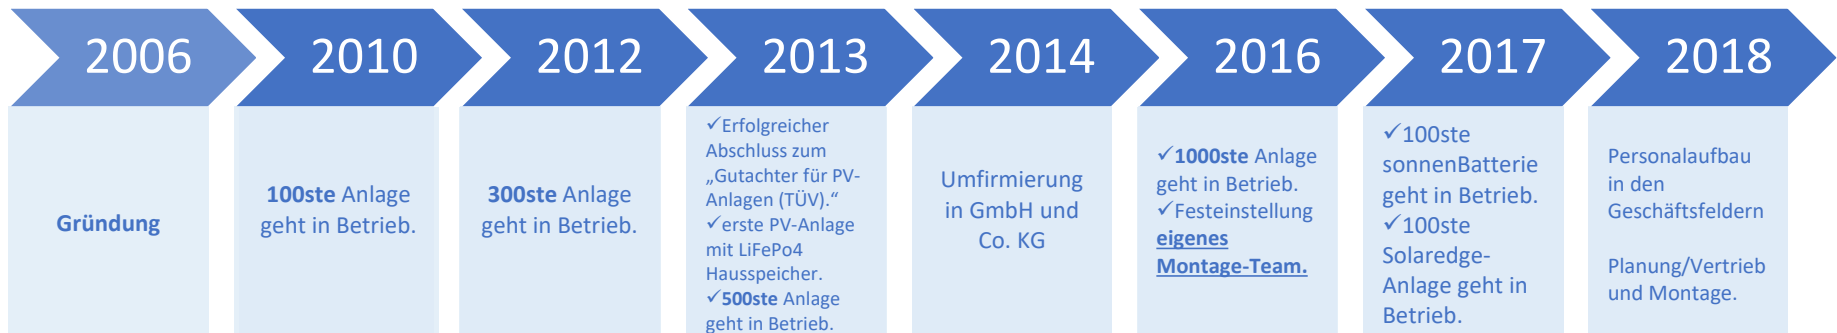 2006
Gründung
2010
100ste Anlage
geht in Betrieb.
2012
300ste Anlage
geht in Betrieb.
2013
✓Erfolgreicher
Abschluss zum
„Gutachter für PV-
Anlagen (TÜV).“
✓erste PV-Anlage
mit LiFePo4
Hausspeicher.
✓500ste Anlage
geht in Betrieb.
2014
Umfirmierung
in GmbH und
Co. KG
2016
✓1000ste Anlage
geht in Betrieb.
✓Festeinstellung
eigenes
Montage-Team.
2017
✓100ste
sonnenBatterie
geht in Betrieb.
✓100ste
Solaredge-
Anlage geht in
Betrieb.
2018
Personalaufbau
in den
Geschäftsfeldern
Planung/Vertrieb
und Montage.